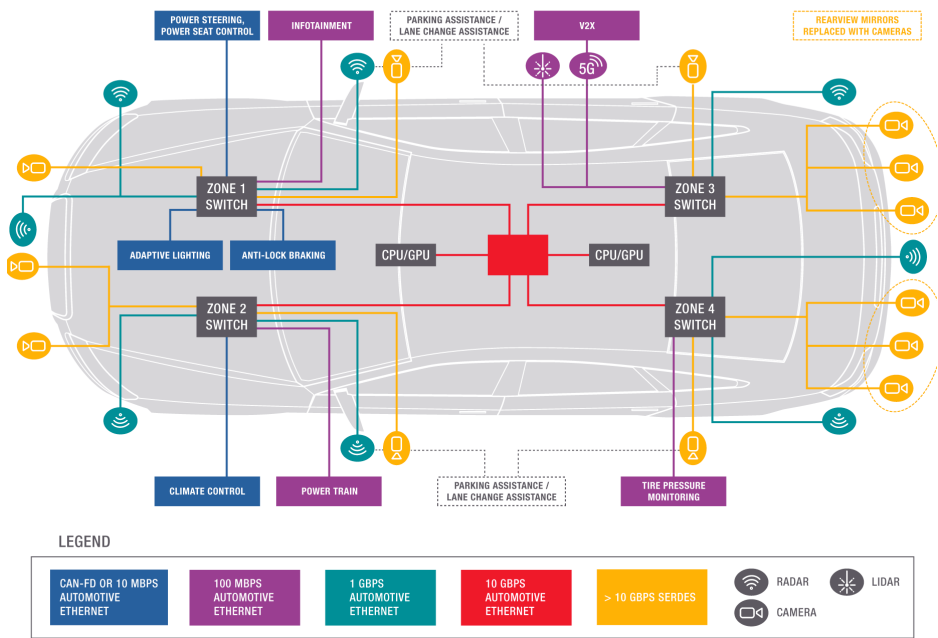 POWER STEERING,
POWER SEAT CONTROL
INFOTAINMENT
PARKING ASSISTANCE /
LANE CHANGE ASSISTANCE
V2X
REARVIEW MIRRORS
REPLACED WITH CAMERAS
5G
ZONE 1
SWITCH
ZONE 3
SWITCH
ADAPTIVE LIGHTING
ANTI-LOCK BRAKING
CPU/GPU
CPU/GPU
ZONE 2
SWITCH
ZONE 4
SWITCH
CLIMATE CONTROL
POWER TRAIN
PARKING ASSISTANCE /
LANE CHANGE ASSISTANCE
TIRE PRESSURE
MONITORING
LEGEND
CAN-FD OR 10 MBPS
AUTOMOTIVE
ETHERNET
100 MBPS
AUTOMOTIVE
ETHERNET
1 GBPS
AUTOMOTIVE
ETHERNET
10 GBPS
AUTOMOTIVE
ETHERNET
> 10 GBPS SERDES
RADAR
LIDAR
CAMERA